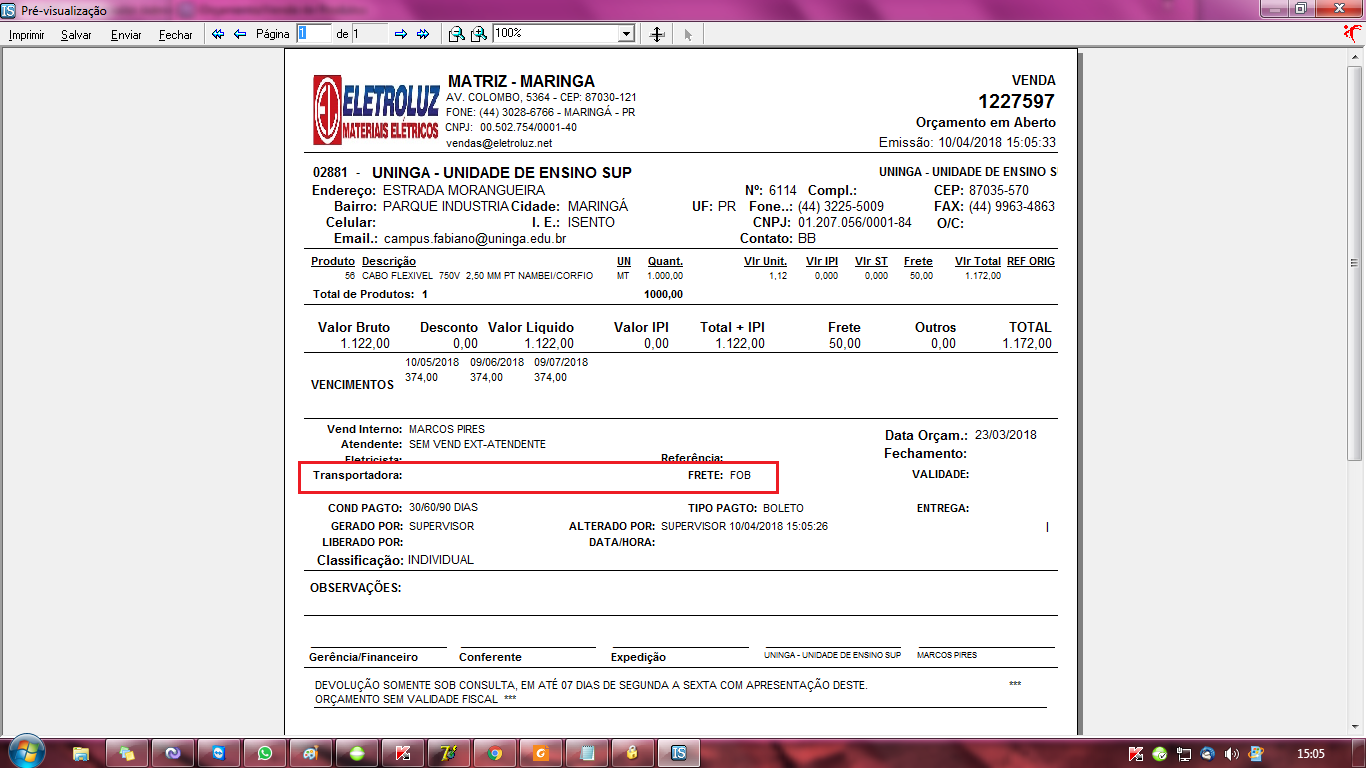 Pré-visualização
Imprimir Salvar Enviar Fechar Página 1 de 1 100%
ELETROLUZ
MATERIAIS ELÉTRICOS
MATRIZ - MARINGA
AV. COLOMBO, 5364 - CEP: 87030-121
FONE: (44) 3028-6766 - MARINGÁ - PR
CNPJ: 00.502.754/0001-40
vendas@eletroluz.net
VENDA
1227597
Orçamento em Aberto
Emissão: 10/04/2018 15:05:33
02881 - UNINGA - UNIDADE DE ENSINO SUP UNINGA - UNIDADE DE ENSINO S
Endereço: ESTRADA MORANGUEIRA Nº: 6114 Compl.: CEP: 87035-570
Bairro: PARQUE INDUSTRIA Cidade: MARINGÁ UF: PR Fone..: (44) 3225-5009 FAX: (44) 9963-4863
Celular: I. E.: ISENTO CNPJ: 01.207.056/0001-84 O/C:
Email.: campus.fabiano@uninga.edu.br Contato: BB
Produto Descrição UN Quant. Vlr Unit. Vlr IPI Vlr ST Frete Vlr Total REF ORIG
56 CABO FLEXIVEL 750V 2,50 MM PT NAMBEI/CORFIO MT 1.000,00 1,12 0,000 0,000 50,00 1.172,00
Total de Produtos: 1 1000,00
Valor Bruto Desconto Valor Liquido Valor IPI Total + IPI Frete Outros TOTAL
1.122,00 0,00 1.122,00 0,00 1.122,00 50,00 0,00 1.172,00
10/05/2018 09/06/2018 09/07/2018
VENCIMENTOS 374,00 374,00 374,00
Vend Interno: MARCOS PIRES Data Orçam.: 23/03/2018
Atendente: SEM VEND EXT-ATENDENTE Fechamento:
Eletricista: Referência:
Transportadora: FRETE: FOB VALIDADE:
COND PAGTO: 30/60/90 DIAS TIPO PAGTO: BOLETO ENTREGA:
GERADO POR: SUPERVISOR ALTERADO POR: SUPERVISOR 10/04/2018 15:05:26 |
LIBERADO POR: DATA/HORA:
Classificação: INDIVIDUAL
OBSERVAÇÕES:
Gerência/Financeiro Conferente Expedição UNINGA - UNIDADE DE ENSINO SUP MARCOS PIRES
DEVOLUÇÃO SOMENTE SOB CONSULTA, EM ATÉ 07 DIAS DE SEGUNDA A SEXTA COM APRESENTAÇÃO DESTE. ***
ORÇAMENTO SEM VALIDADE FISCAL ***
15:05